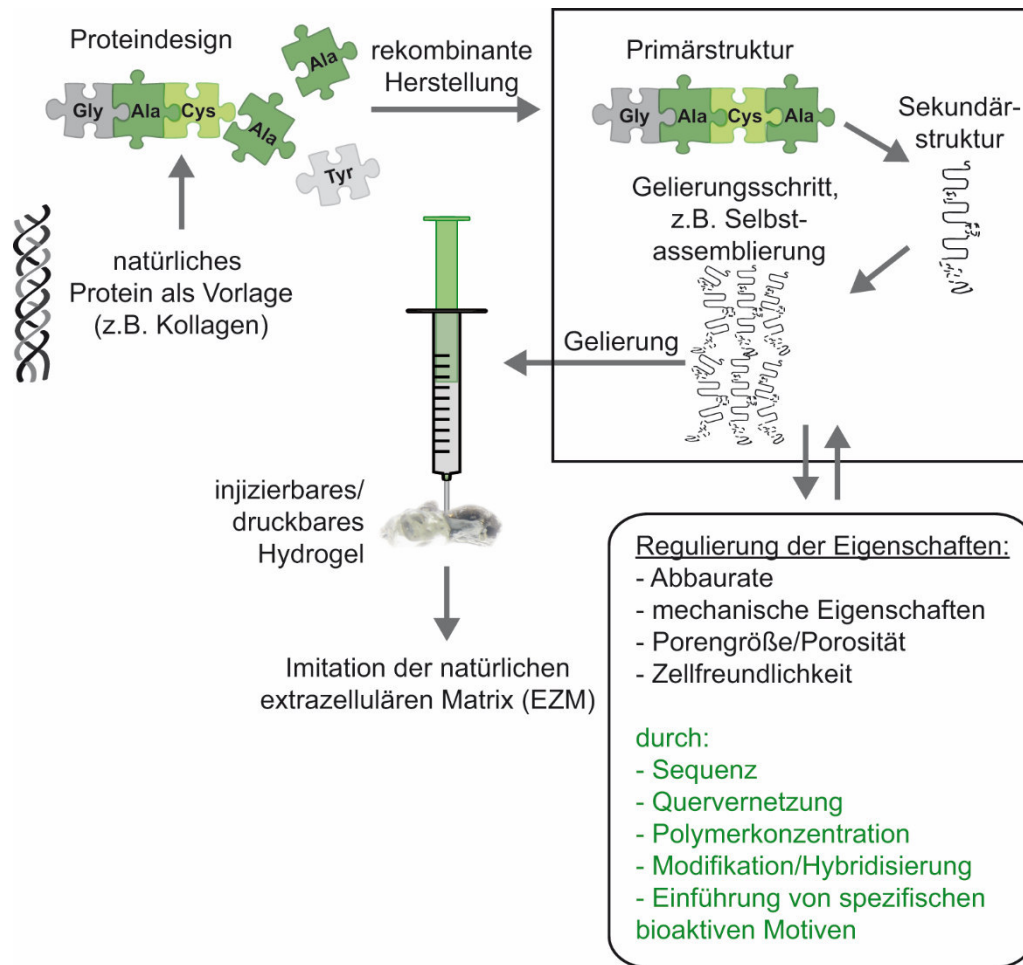 Proteindesign
Gly
Ala
Cys
Ala
Ala
Tyr
rekombinante
Herstellung
Primärstruktur
Gly
Ala
Cys
Ala
Sekundär-
struktur
Gelierungsschritt,
z.B. Selbst-
assemblierung
natürliches
Protein als Vorlage
(z.B. Kollagen)
Gelierung
injizierbares/
druckbares
Hydrogel
Imitation der natürlichen
extrazellulären Matrix (EZM)
Regulierung der Eigenschaften:
- Abbaurate
- mechanische Eigenschaften
- Porengröße/Porosität
- Zellfreundlichkeit
durch:
- Sequenz
- Quervernetzung
- Polymerkonzentration
- Modifikation/Hybridisierung
- Einführung von spezifischen
bioaktiven Motiven